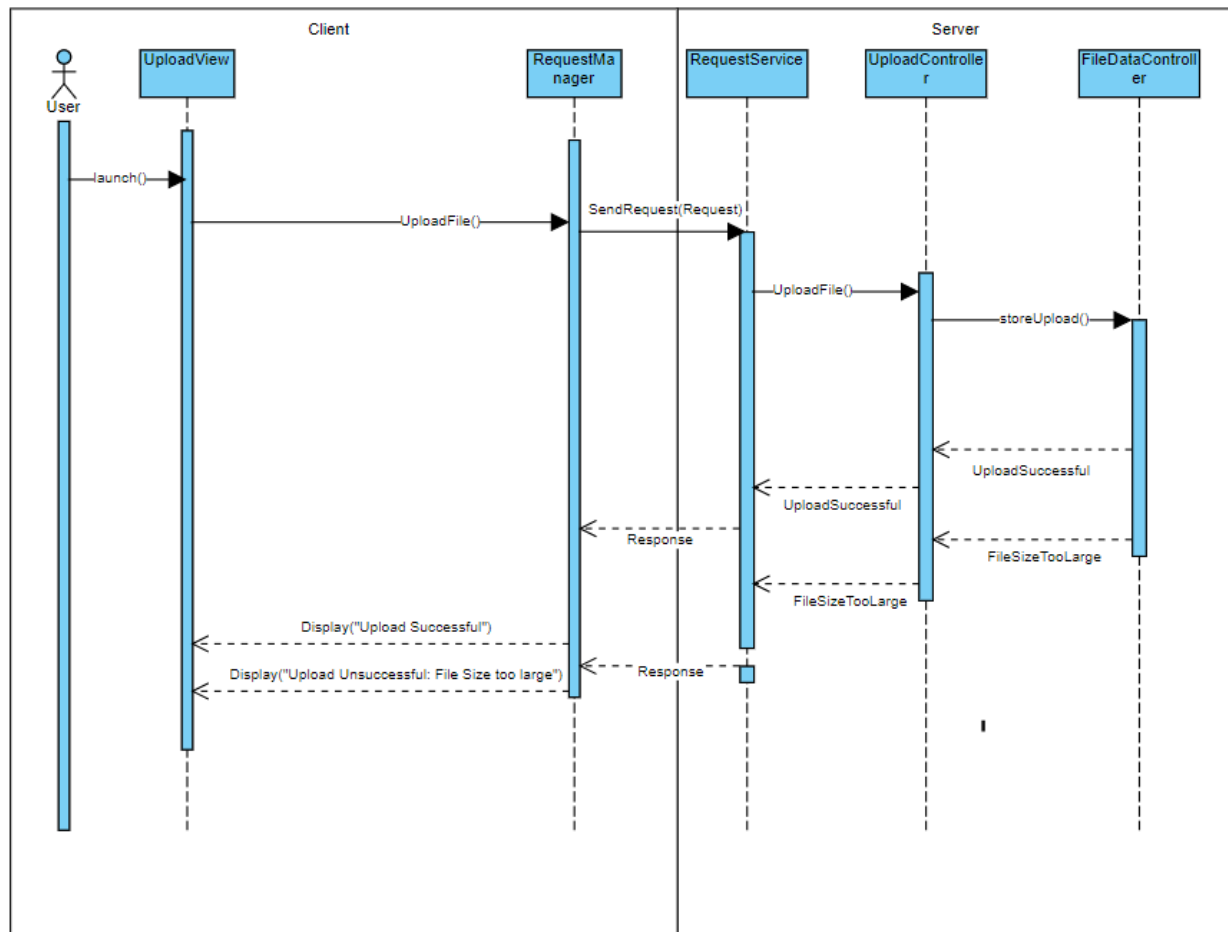 Client
Server
UploadView
RequestMa
nager
RequestService
UploadControlle
r
FileDataControll
er
User
launch()
UploadFile()
SendRequest(Request)
UploadFile()
storeUpload()
UploadSuccessful
UploadSuccessful
Response
FileSizeTooLarge
FileSizeTooLarge
Display("Upload Successful")
Response
Display("Upload Unsuccessful: File Size too large")